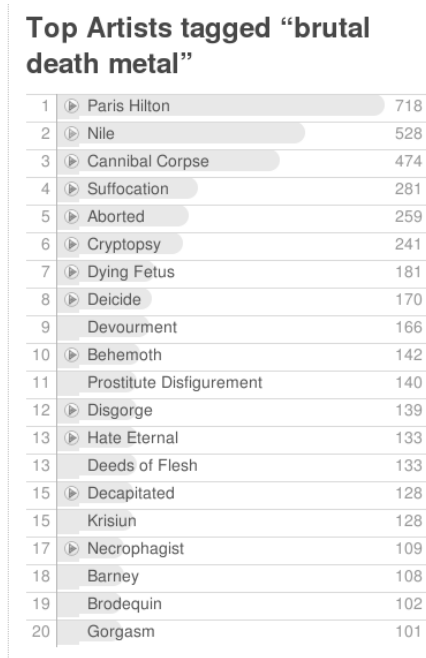 Top Artists tagged “brutal
death metal”
1 Paris Hilton 718
2 Nile 528
3 Cannibal Corpse 474
4 Suffocation 281
5 Aborted 259
6 Cryptopsy 241
7 Dying Fetus 181
8 Deicide 170
9 Devourment 166
10 Behemoth 142
11 Prostitute Disfigurement 140
12 Disgorge 139
13 Hate Eternal 133
13 Deeds of Flesh 133
15 Decapitated 128
15 Krisiun 128
17 Necrophagist 109
18 Barney 108
19 Brodequin 102
20 Gorgasm 101